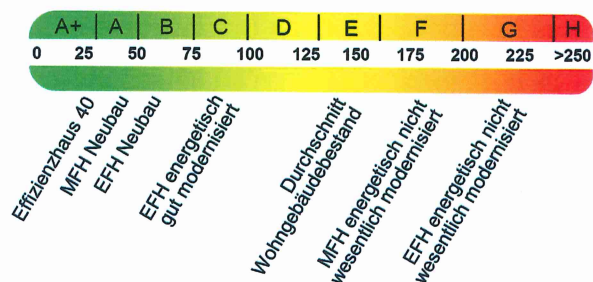 A+ A B C D E F G H
0 25 50 75 100 125 150 175 200 225 >250
Effizienzhaus 40
MFH Neubau
EFH Neubau
EFH energetisch
gut modernisiert
Durchschnitt
Wohngebäudebestand
MFH energetisch nicht
wesentlich modernisiert
EFH energetisch nicht
wesentlich modernisiert